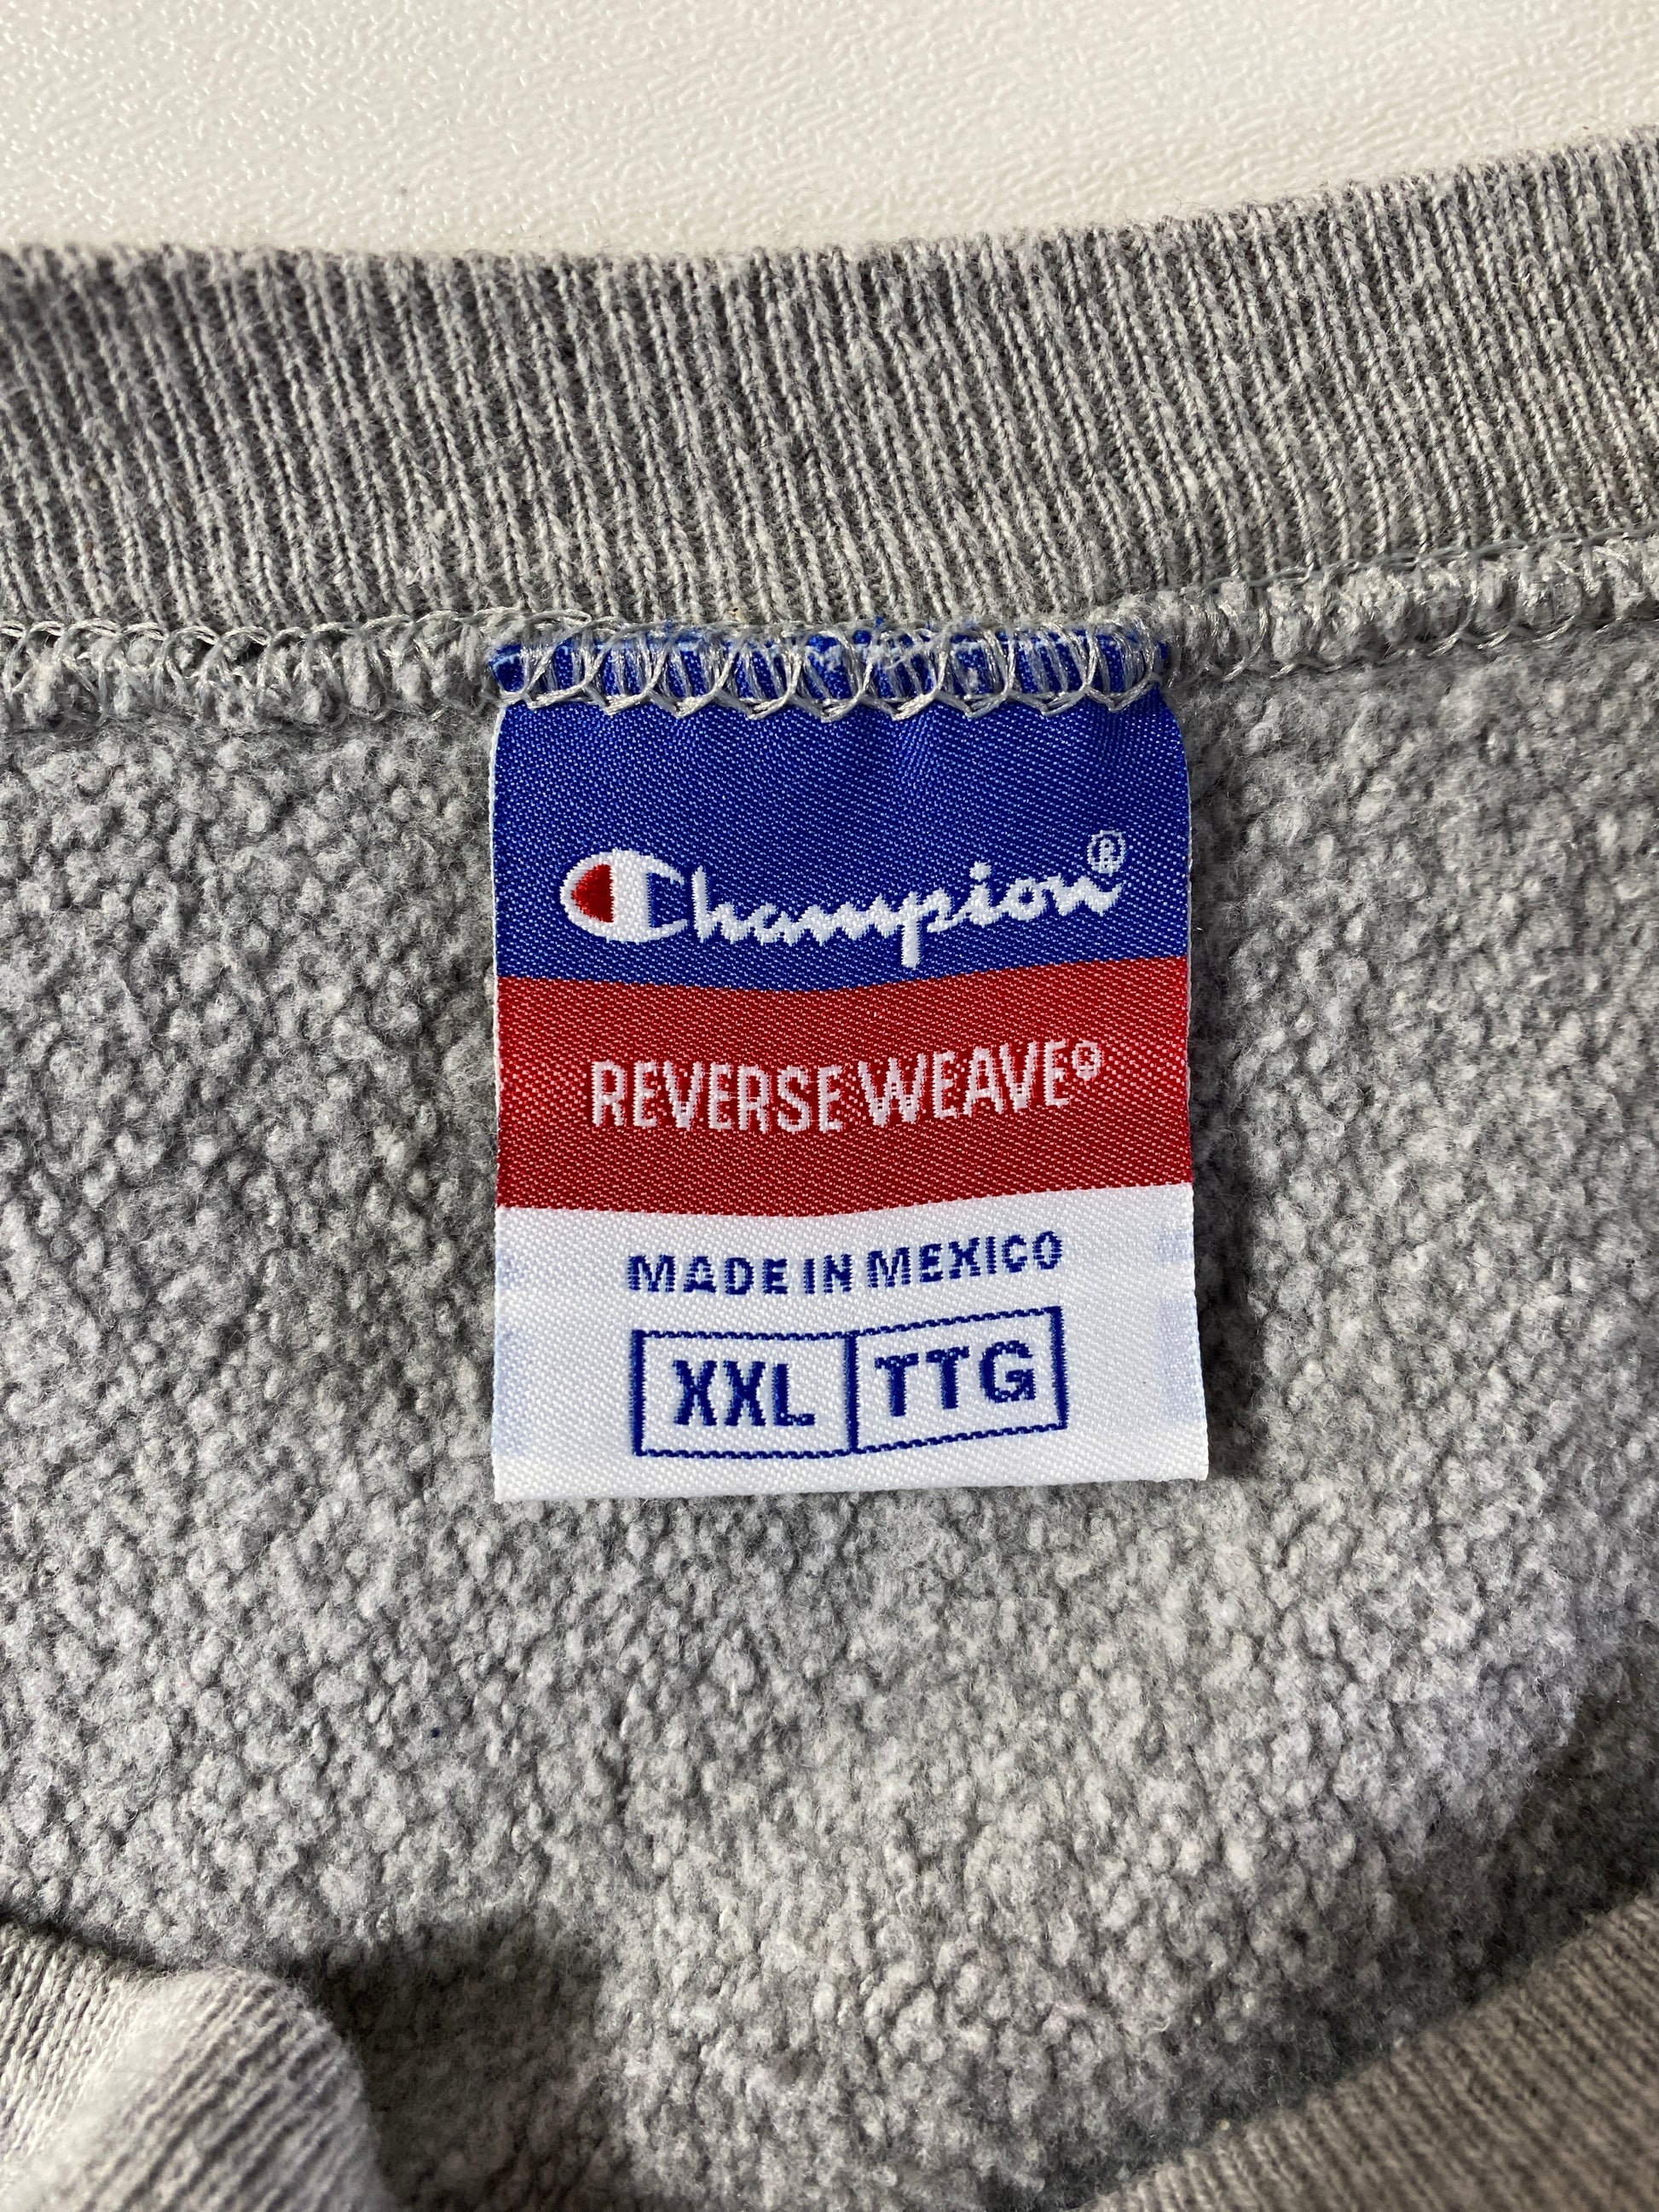 Champion®
REVERSE WEAVE®
MADE IN MEXICO
XXL TTG